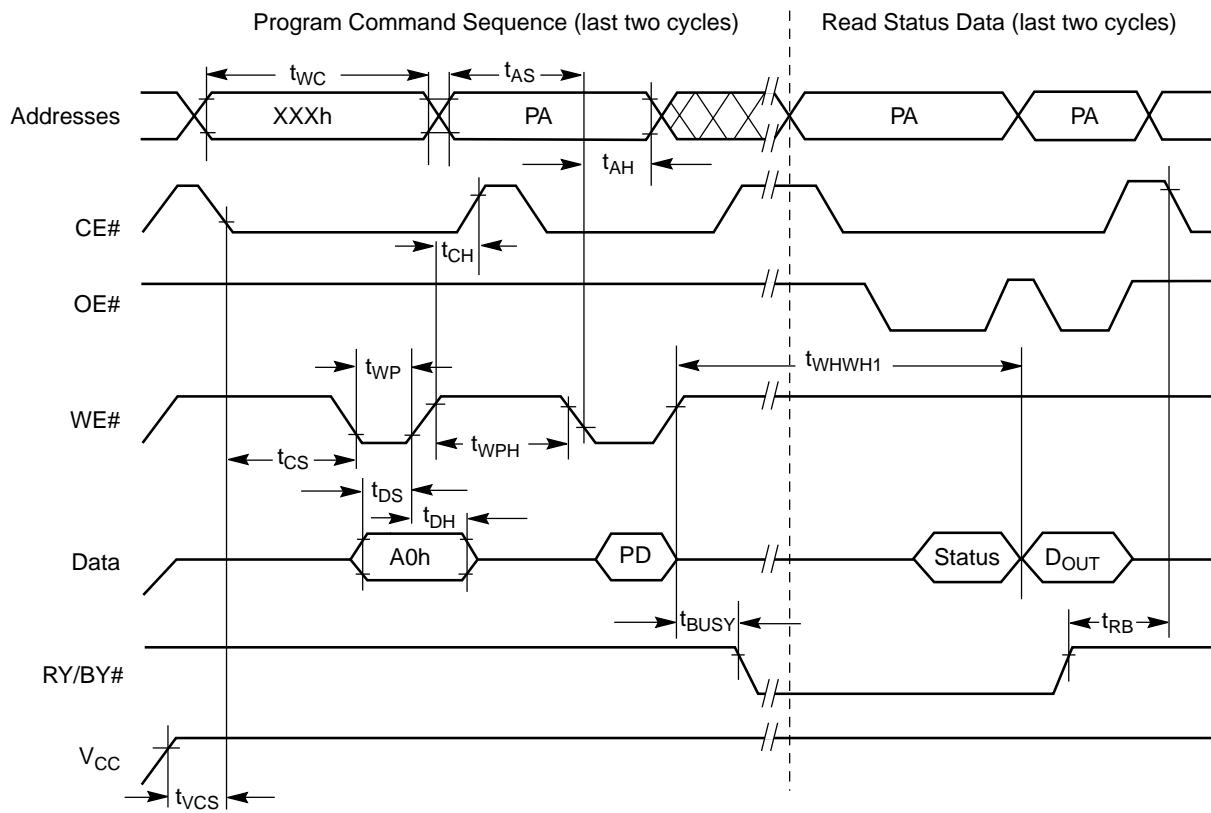 Program Command Sequence (last two cycles)
Read Status Data (last two cycles)
tWC
tAS
Addresses
XXXh
PA
PA
PA
tAH
CE#
tCH
OE#
tWP
tWHWH1
WE#
tCS
tWPH
tDS
tDH
Data
A0h
PD
Status
DOUT
tBUSY
tRB
RY/BY#
VCC
tVCS